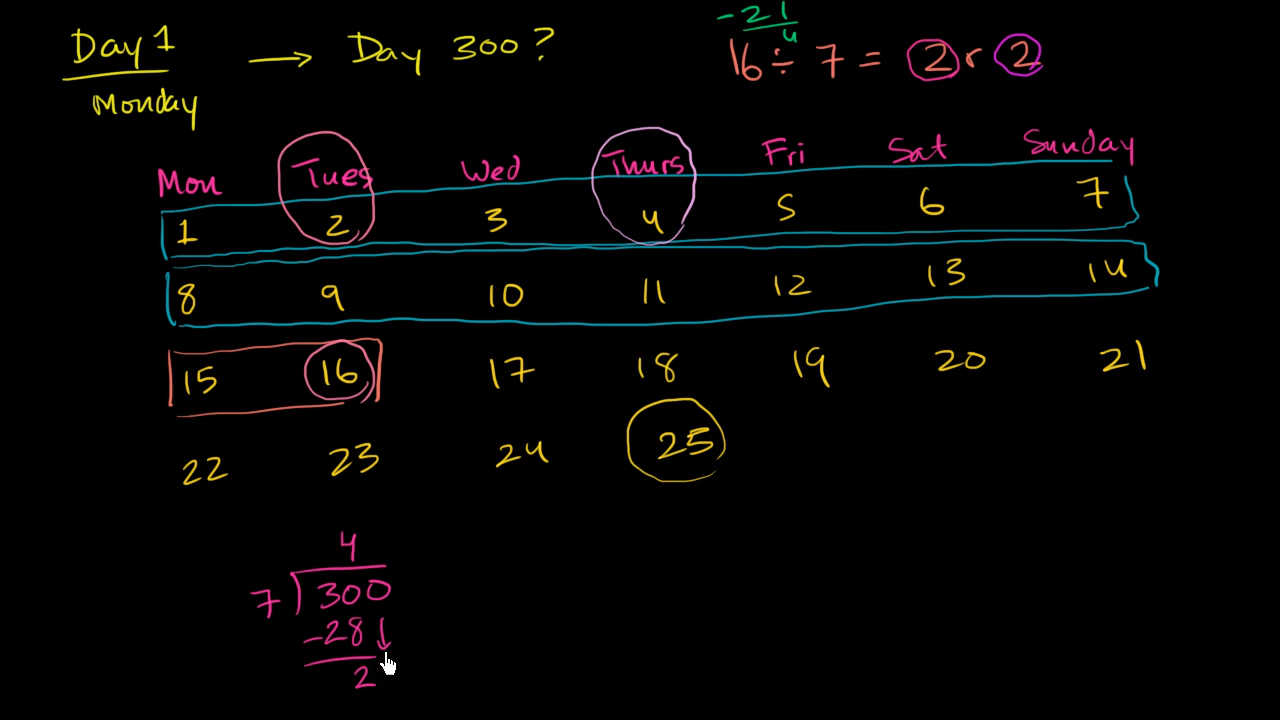 Day 1 → Day 300?
Monday
-21
4
16 ÷ 7 = 2 r 2
Mon Tues Wed Thurs Fri Sat Sunday
1 2 3 4 5 6 7
8 9 10 11 12 13 14
15 16 17 18 19 20 21
22 23 24 25
4
7 ) 300
-28 ↓
2